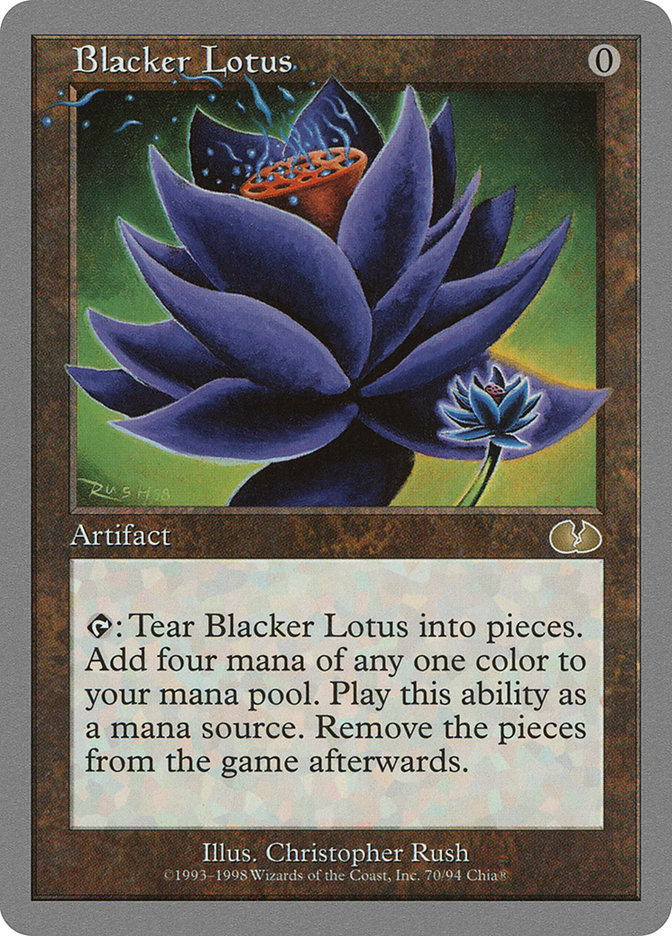 Blacker Lotus
0
RUSH98
Artifact
: Tear Blacker Lotus into pieces.
Add four mana of any one color to
your mana pool. Play this ability as
a mana source. Remove the pieces
from the game afterwards.
Illus. Christopher Rush
©1993–1998 Wizards of the Coast, Inc. 70/94 Chia®